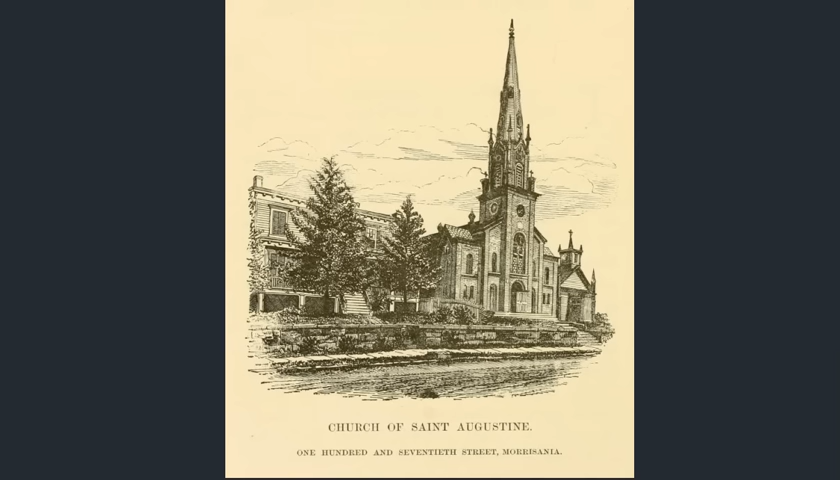 CHURCH OF SAINT AUGUSTINE.
ONE HUNDRED AND SEVENTIETH STREET, MORRISANIA.